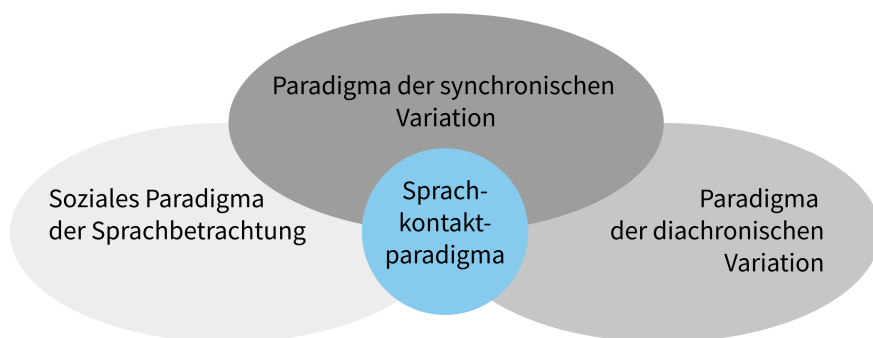 Paradigma der synchronischen
Variation
Soziales Paradigma
der Sprachbetrachtung
Sprach-
kontakt-
paradigma
Paradigma
der diachronischen
Variation